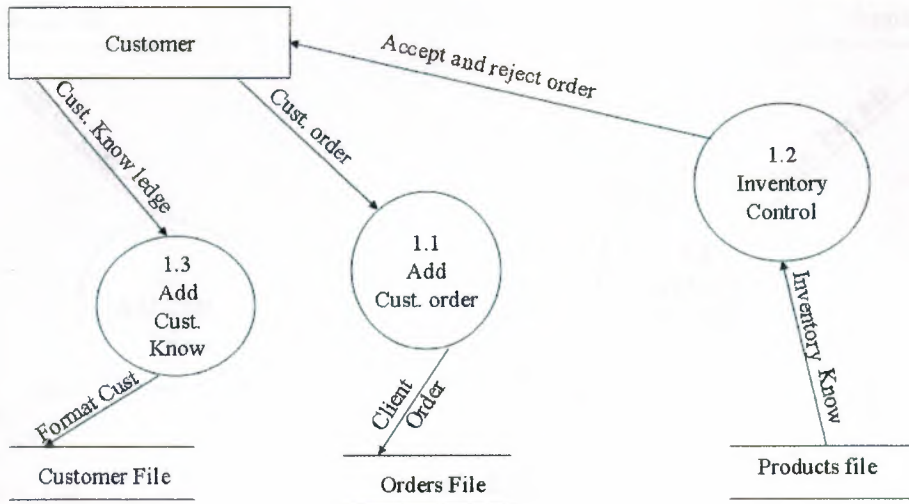 Customer
Accept and reject order
Cust. Know ledge
Cust. order
1.2
Inventory
Control
1.1
Add
Cust. order
1.3
Add
Cust.
Know
Inventory Know
Format Cust
Client
Order
Customer File
Orders File
Products file